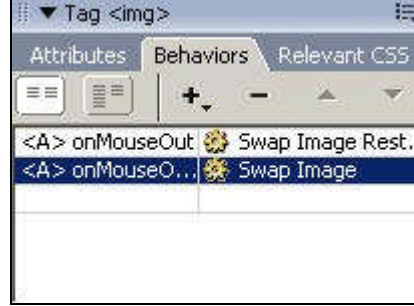 Tag <img>
Attributes Behaviors Relevant CSS
<A> onMouseOut Swap Image Rest.
<A> onMouseO... Swap Image